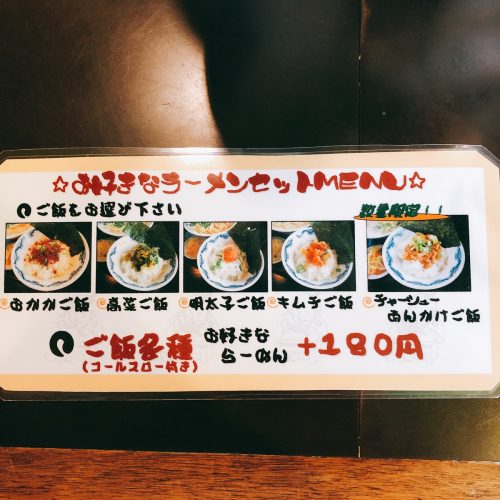 ☆お好きなラーメンセットMENU☆
ご飯をお選び下さい
数量限定!!
おかかご飯
高菜ご飯
明太子ご飯
キムチご飯
チャーシューあんかけご飯
ご飯各種
(コールスロー付き)
お好きならーめん
+180円